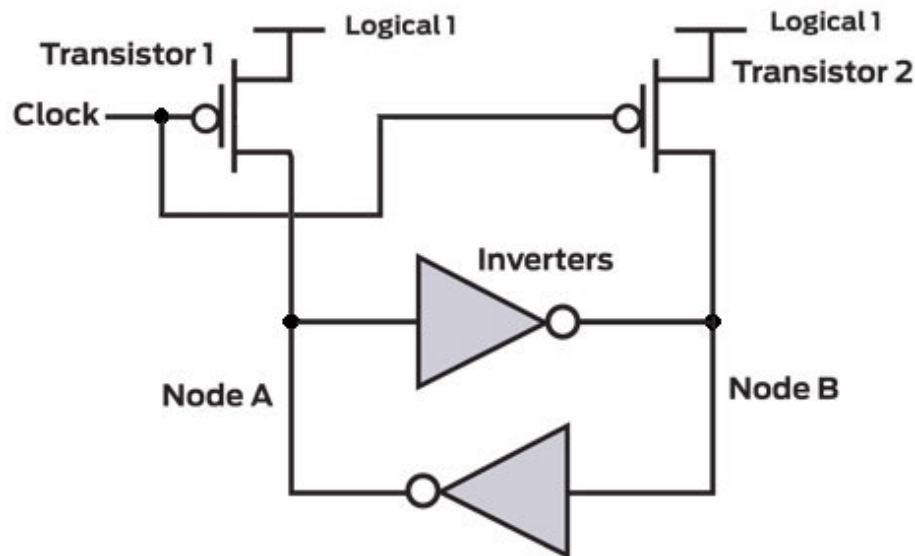 Transistor 1
Logical 1
Logical 1
Transistor 2
Clock
Inverters
Node A
Node B